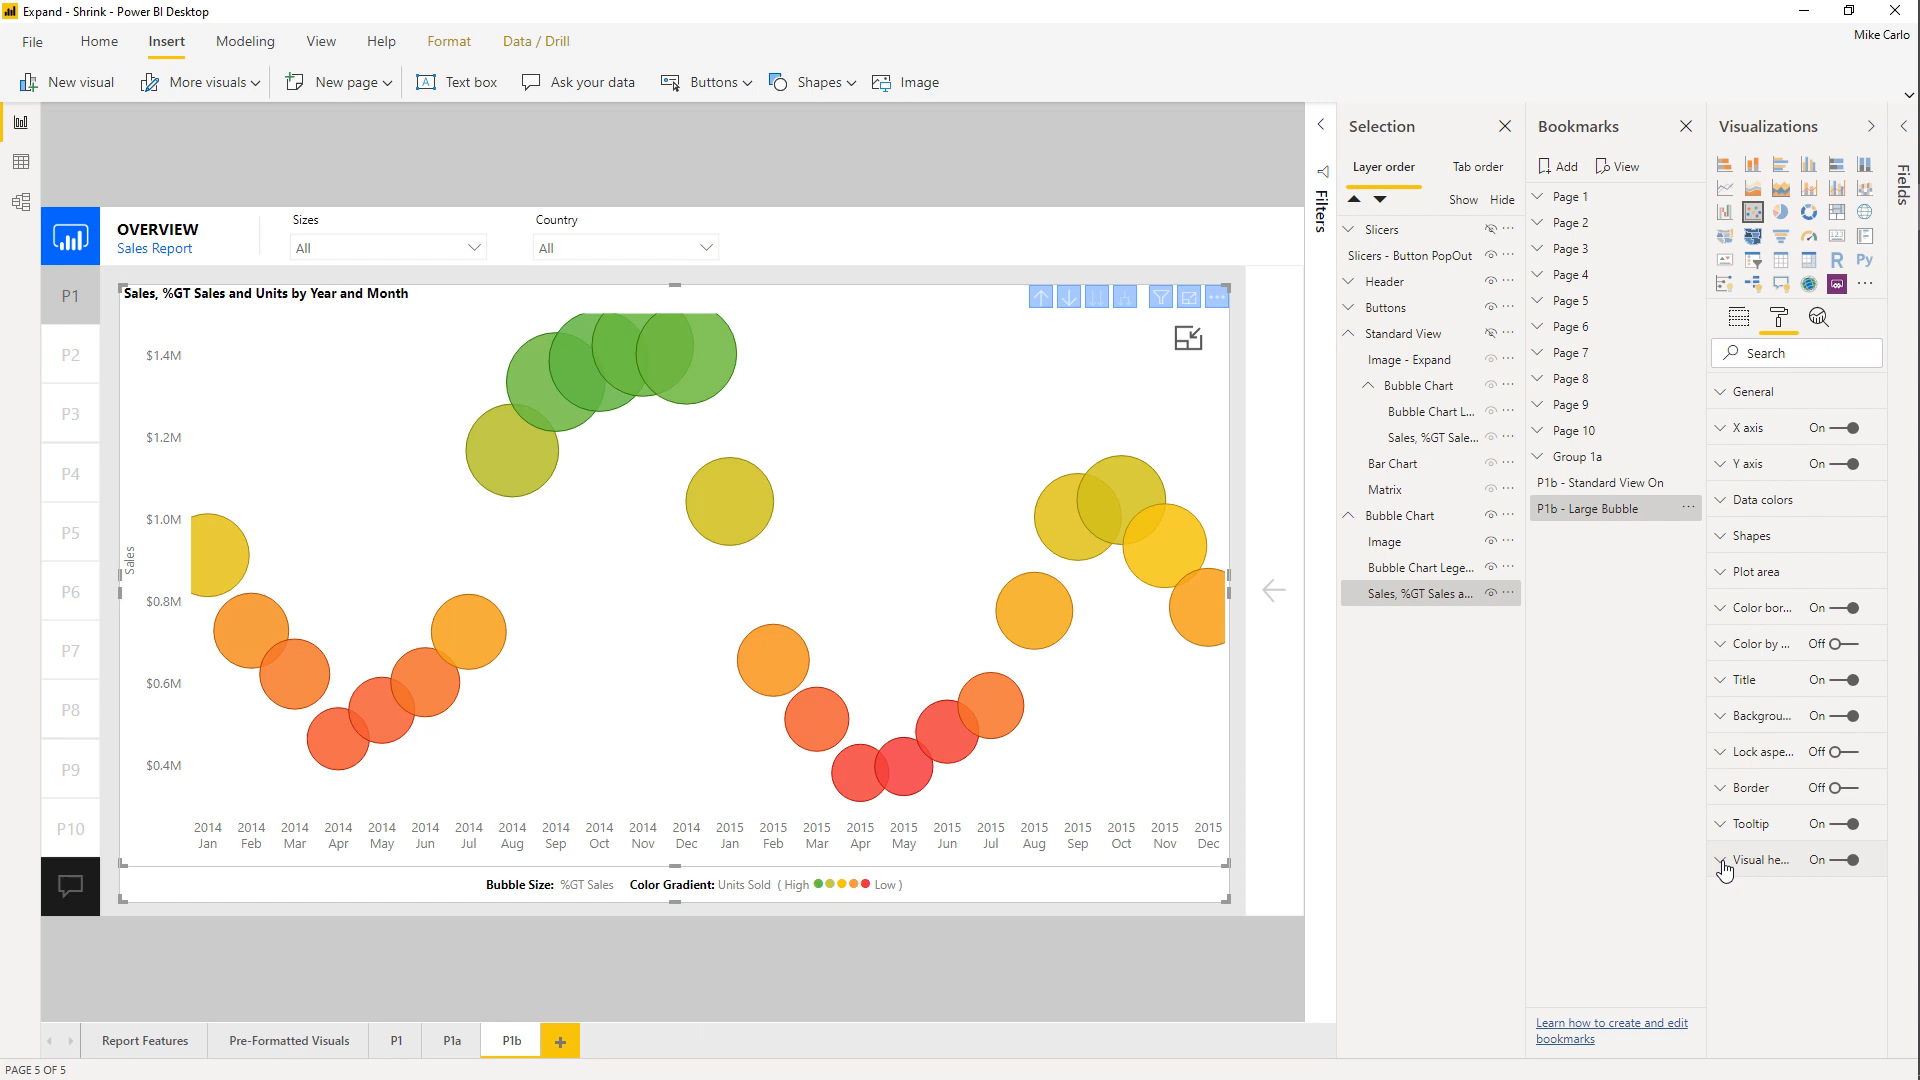 Expand - Shrink - Power BI Desktop
Mike Carlo
File Home Insert Modeling View Help Format Data / Drill
New visual More visuals New page Text box Ask your data Buttons Shapes Image
OVERVIEW
Sales Report
Sizes
All
Country
All
P1
P2
P3
P4
P5
P6
P7
P8
P9
P10
Sales, %GT Sales and Units by Year and Month
Sales
$1.4M
$1.2M
$1.0M
$0.8M
$0.6M
$0.4M
2014 2014 2014 2014 2014 2014 2014 2014 2014 2014 2014 2014 2015 2015 2015 2015 2015 2015 2015 2015 2015 2015 2015 2015
Jan Feb Mar Apr May Jun Jul Aug Sep Oct Nov Dec Jan Feb Mar Apr May Jun Jul Aug Sep Oct Nov Dec
Bubble Size: %GT Sales Color Gradient: Units Sold ( High Low )
Filters
Selection
Layer order Tab order
Show Hide
Slicers
Slicers - Button PopOut
Header
Buttons
Standard View
Image - Expand
Bubble Chart
Bubble Chart L...
Sales, %GT Sale...
Bar Chart
Matrix
Bubble Chart
Image
Bubble Chart Lege...
Sales, %GT Sales a...
Bookmarks
Add View
Page 1
Page 2
Page 3
Page 4
Page 5
Page 6
Page 7
Page 8
Page 9
Page 10
Group 1a
P1b - Standard View On
P1b - Large Bubble
Learn how to create and edit
bookmarks
Visualizations
R Py
Search
General
X axis On
Y axis On
Data colors
Shapes
Plot area
Color bor... On
Color by ... Off
Title On
Backgrou... On
Lock aspe... Off
Border Off
Tooltip On
Visual he... On
Fields
Report Features Pre-Formatted Visuals P1 P1a P1b
PAGE 5 OF 5